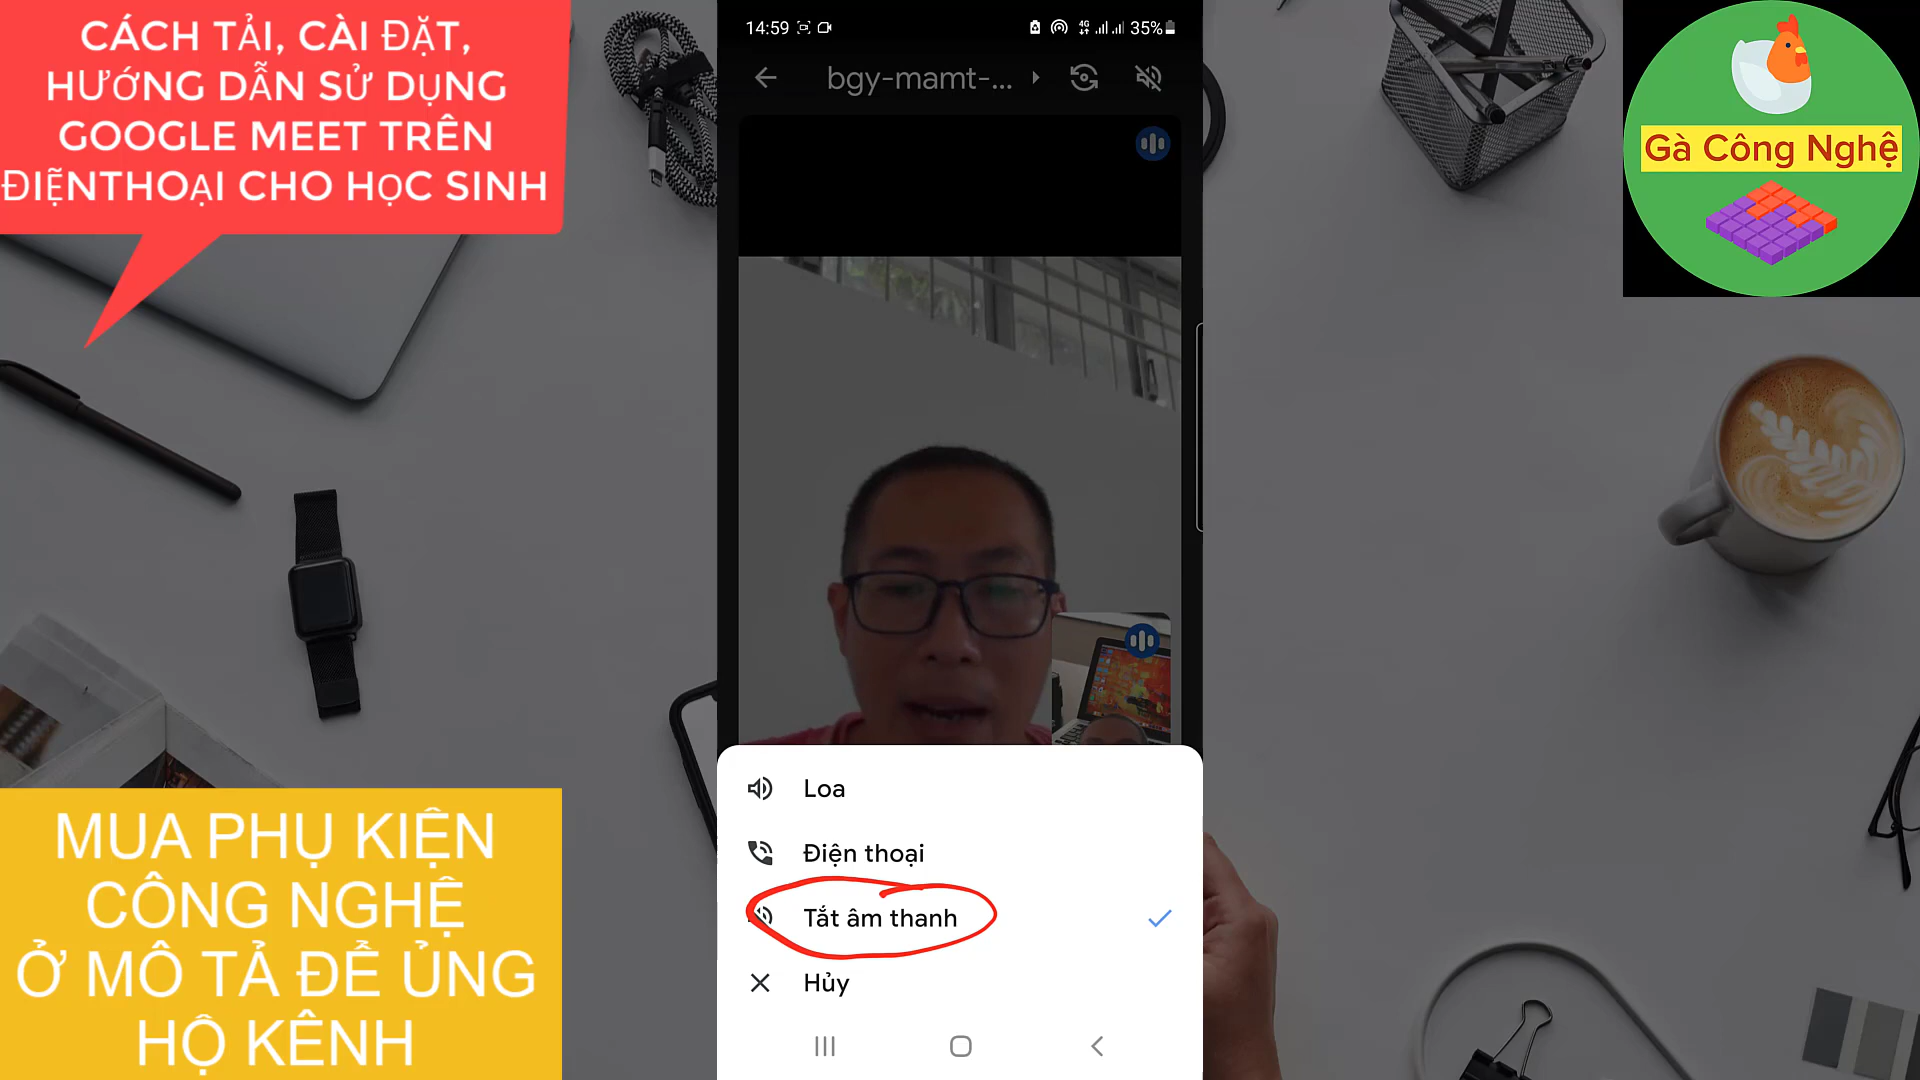 CÁCH TẢI, CÀI ĐẶT,
HƯỚNG DẪN SỬ DỤNG
GOOGLE MEET TRÊN
ĐIỆNTHOẠI CHO HỌC SINH
14:59
4G
35%
bgy-mamt-...
Gà Công Nghệ
Loa
Điện thoại
Tắt âm thanh
Hủy
MUA PHỤ KIỆN
CÔNG NGHỆ
Ở MÔ TẢ ĐỂ ỦNG
HỘ KÊNH